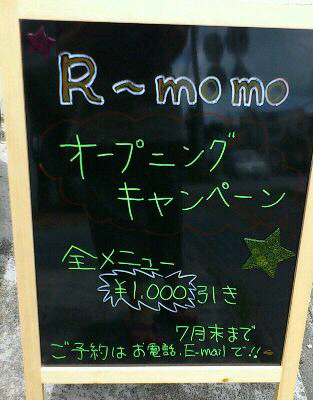 R~momo
オープニング
キャンペーン
全メニュー
¥1,000引き
7月末まで
ご予約はお電話、E-mailで!!